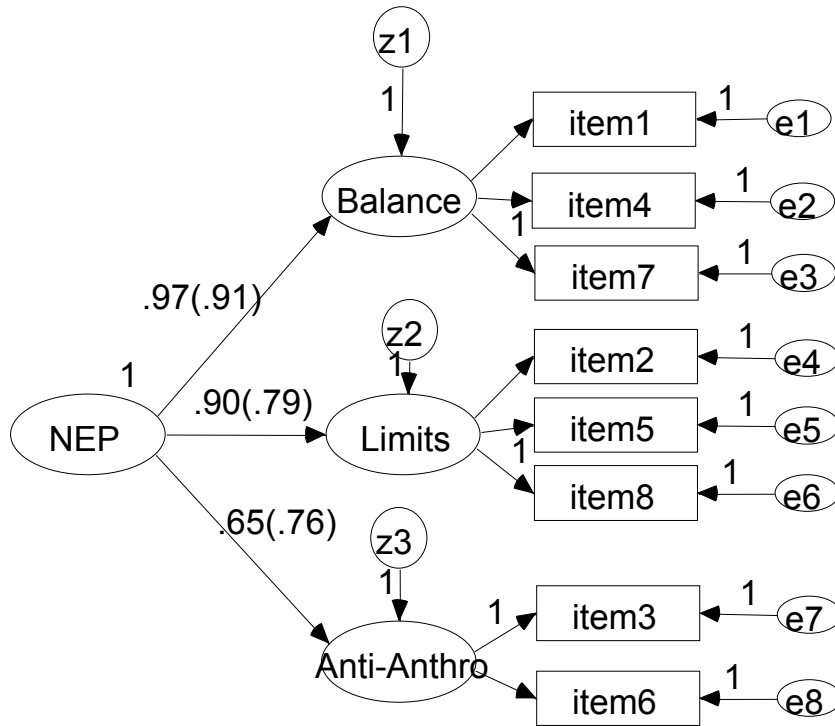 z1
1
item1
1
e1
Balance
item4
1
e2
1
item7
1
e3
.97(.91)
z2
1
item2
1
e4
1
.90(.79)
NEP
Limits
item5
1
e5
1
item8
1
e6
.65(.76)
z3
1
1
item3
1
e7
Anti-Anthro
item6
1
e8